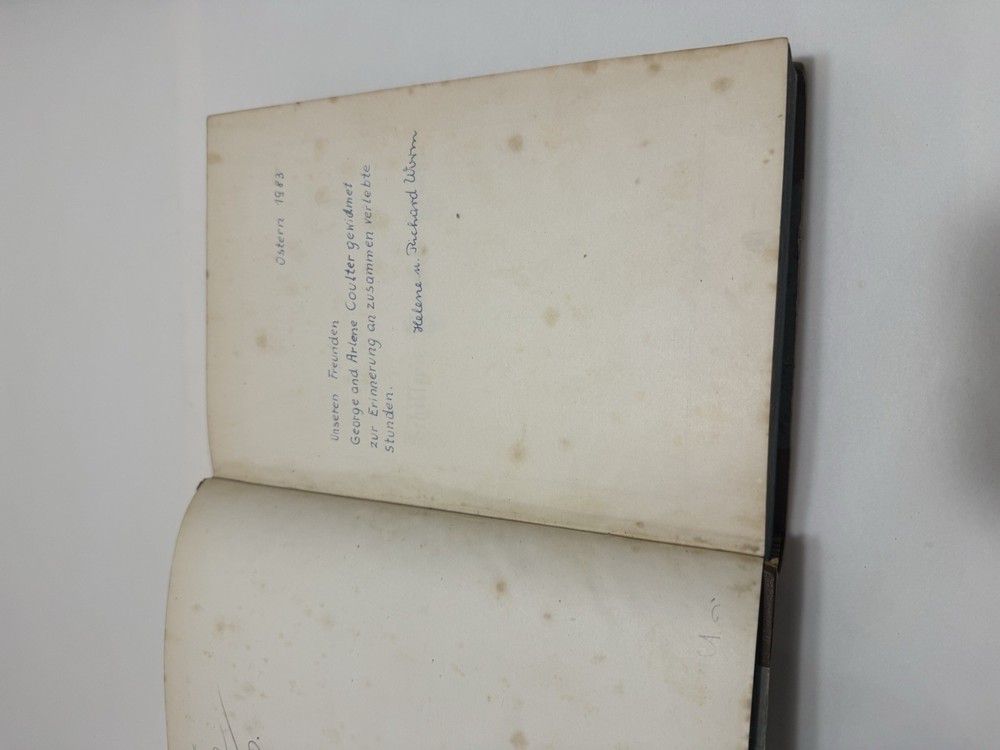 Ostern 1983
Unseren Freunden
George and Arlene Coulter gewidmet
zur Erinnerung an zusammen verlebte
Stunden.
Helene u. Richard Wurm